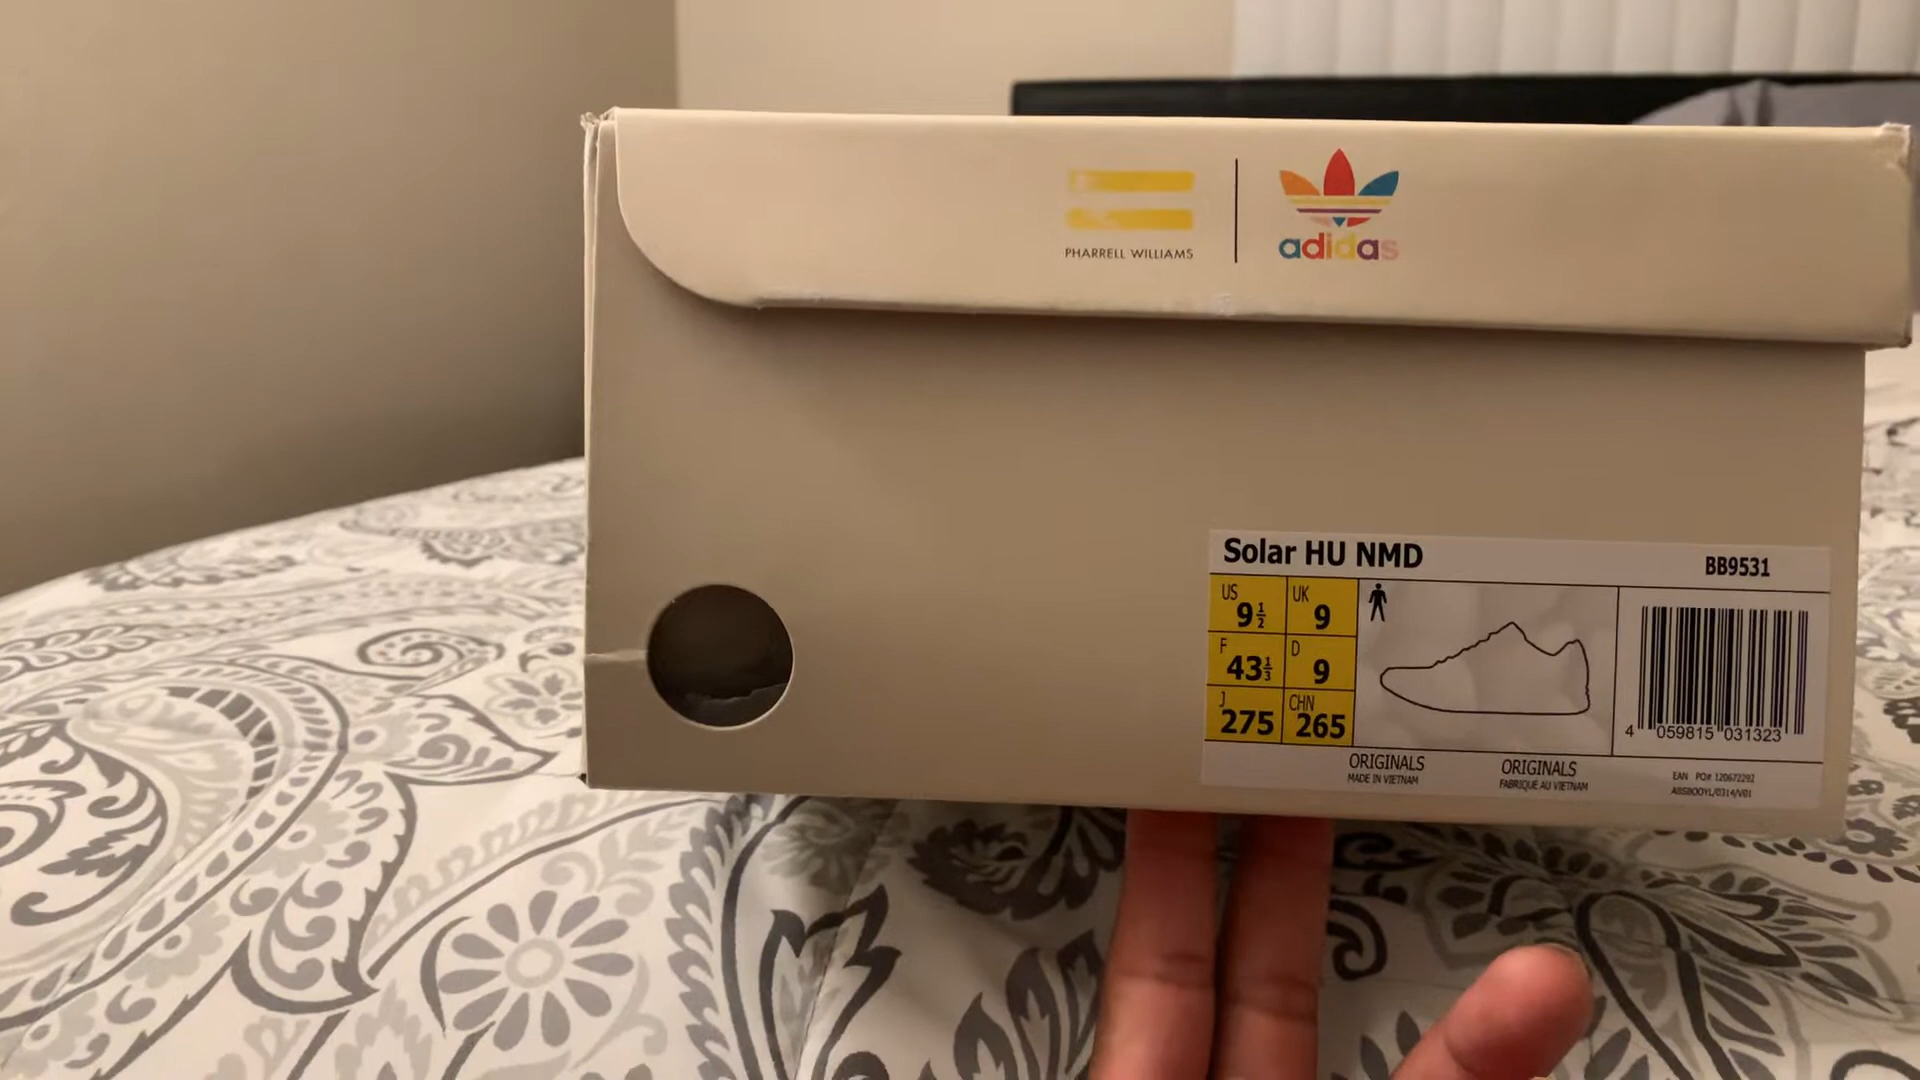 PHARRELL WILLIAMS
adidas
Solar HU NMD
BB9531
US 9½
UK 9
F 43⅓
D 9
J 275
CHN 265
4 059815 031323
ORIGINALS
MADE IN VIETNAM
ORIGINALS
FABRIQUE AU VIETNAM
EAN PO# 120672292